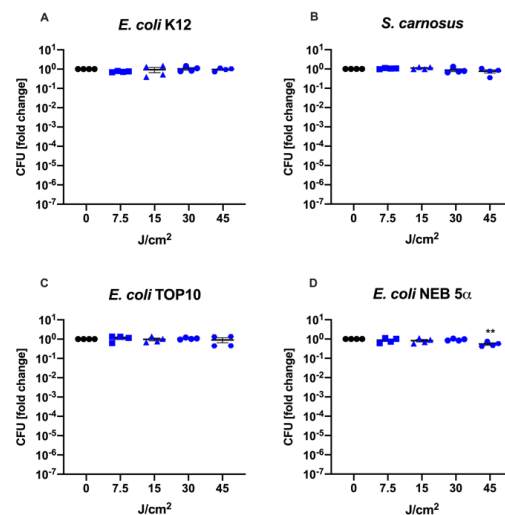 A
E. coli K12
CFU [fold change]
10¹
10⁰
10⁻¹
10⁻²
10⁻³
10⁻⁴
10⁻⁵
10⁻⁶
10⁻⁷
0 7.5 15 30 45
J/cm²
B
S. carnosus
CFU [fold change]
10¹
10⁰
10⁻¹
10⁻²
10⁻³
10⁻⁴
10⁻⁵
10⁻⁶
10⁻⁷
0 7.5 15 30 45
J/cm²
C
E. coli TOP10
CFU [fold change]
10¹
10⁰
10⁻¹
10⁻²
10⁻³
10⁻⁴
10⁻⁵
10⁻⁶
10⁻⁷
0 7.5 15 30 45
J/cm²
D
E. coli NEB 5α
CFU [fold change]
10¹
10⁰
10⁻¹
10⁻²
10⁻³
10⁻⁴
10⁻⁵
10⁻⁶
10⁻⁷
**
0 7.5 15 30 45
J/cm²